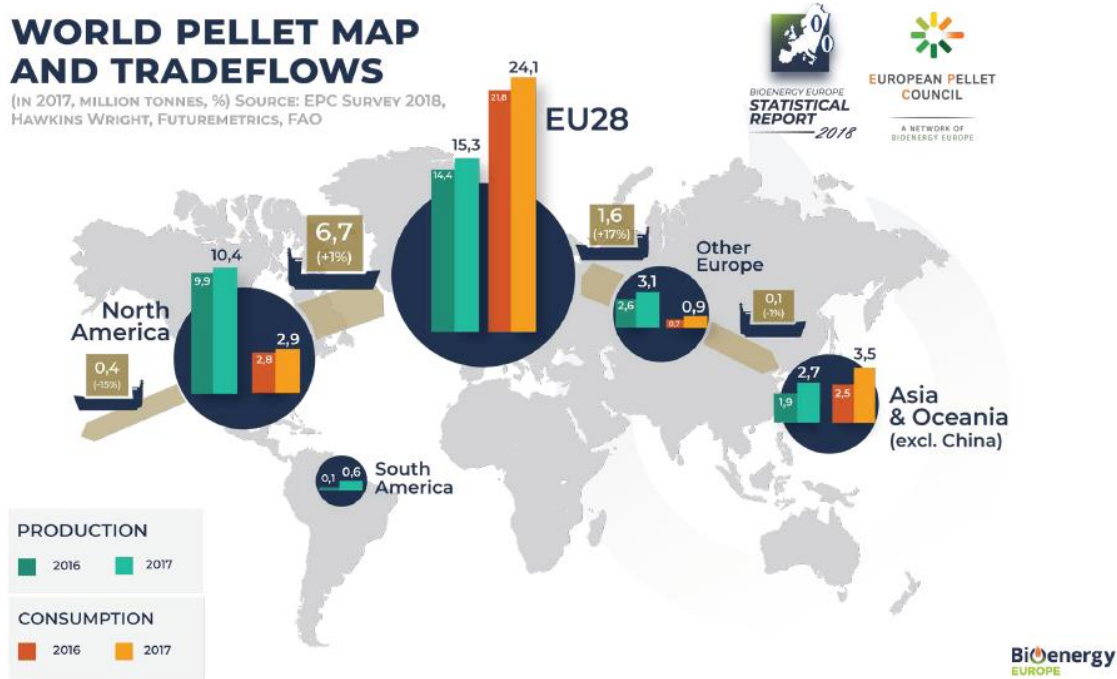 WORLD PELLET MAP
AND TRADEFLOWS
(IN 2017, MILLION TONNES, %) SOURCE: EPC SURVEY 2018,
HAWKINS WRIGHT, FUTUREMETRICS, FAO
BIOENERGY EUROPE
STATISTICAL
REPORT
2018
EUROPEAN PELLET
COUNCIL
A NETWORK OF
BIOENERGY EUROPE
24,1
21,8
EU28
15,3
14,4
6,7
(+1%)
1,6
(+17%)
Other
Europe
3,1
2,6
0,9
0,7
0,1
(-1%)
10,4
9,9
North
America
2,9
2,8
0,4
(-15%)
3,5
2,7
2,5
1,9
Asia
& Oceania
(excl. China)
0,1
0,6
South
America
PRODUCTION
2016
2017
CONSUMPTION
2016
2017
Bioenergy
EUROPE